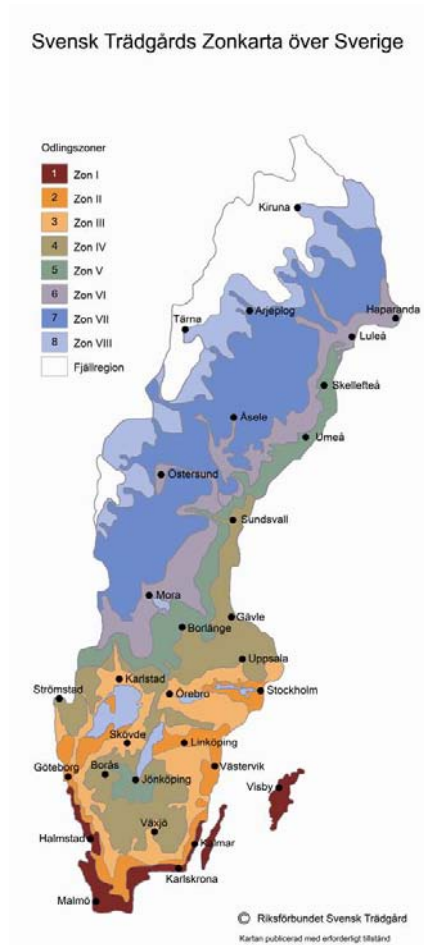 Svensk Trädgårds Zonkarta över Sverige
Odlingszoner
1 Zon I
2 Zon II
3 Zon III
4 Zon IV
5 Zon V
6 Zon VI
7 Zon VII
8 Zon VIII
Fjällregion
Kiruna
Tärna
Arjeplog
Haparanda
Luleå
Skellefteå
Åsele
Umeå
Östersund
Sundsvall
Mora
Gävle
Borlänge
Uppsala
Karlstad
Strömstad
Örebro
Stockholm
Skövde
Linköping
Göteborg
Borås
Västervik
Jönköping
Visby
Växjö
Halmstad
Kalmar
Karlskrona
Malmö
© Riksförbundet Svensk Trädgård
Kartan publicerad med erforderligt tillstånd